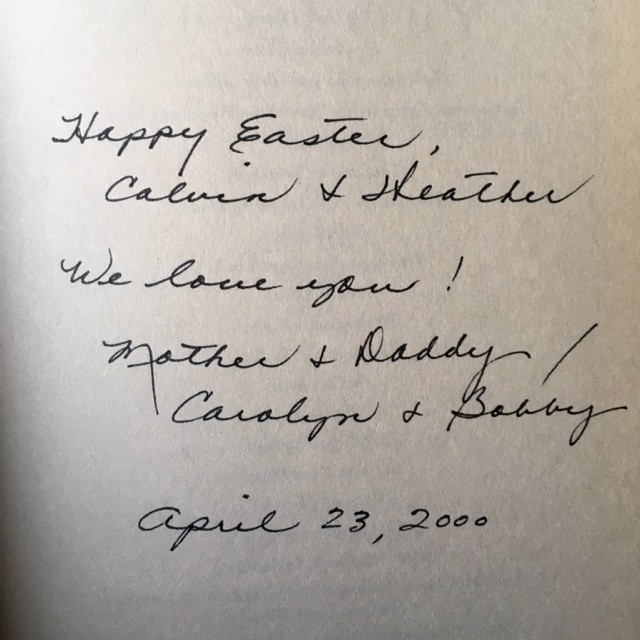 Happy Easter,
Calvin & Heather
We love you!
Mother & Daddy /
Carolyn & Bobby
April 23, 2000